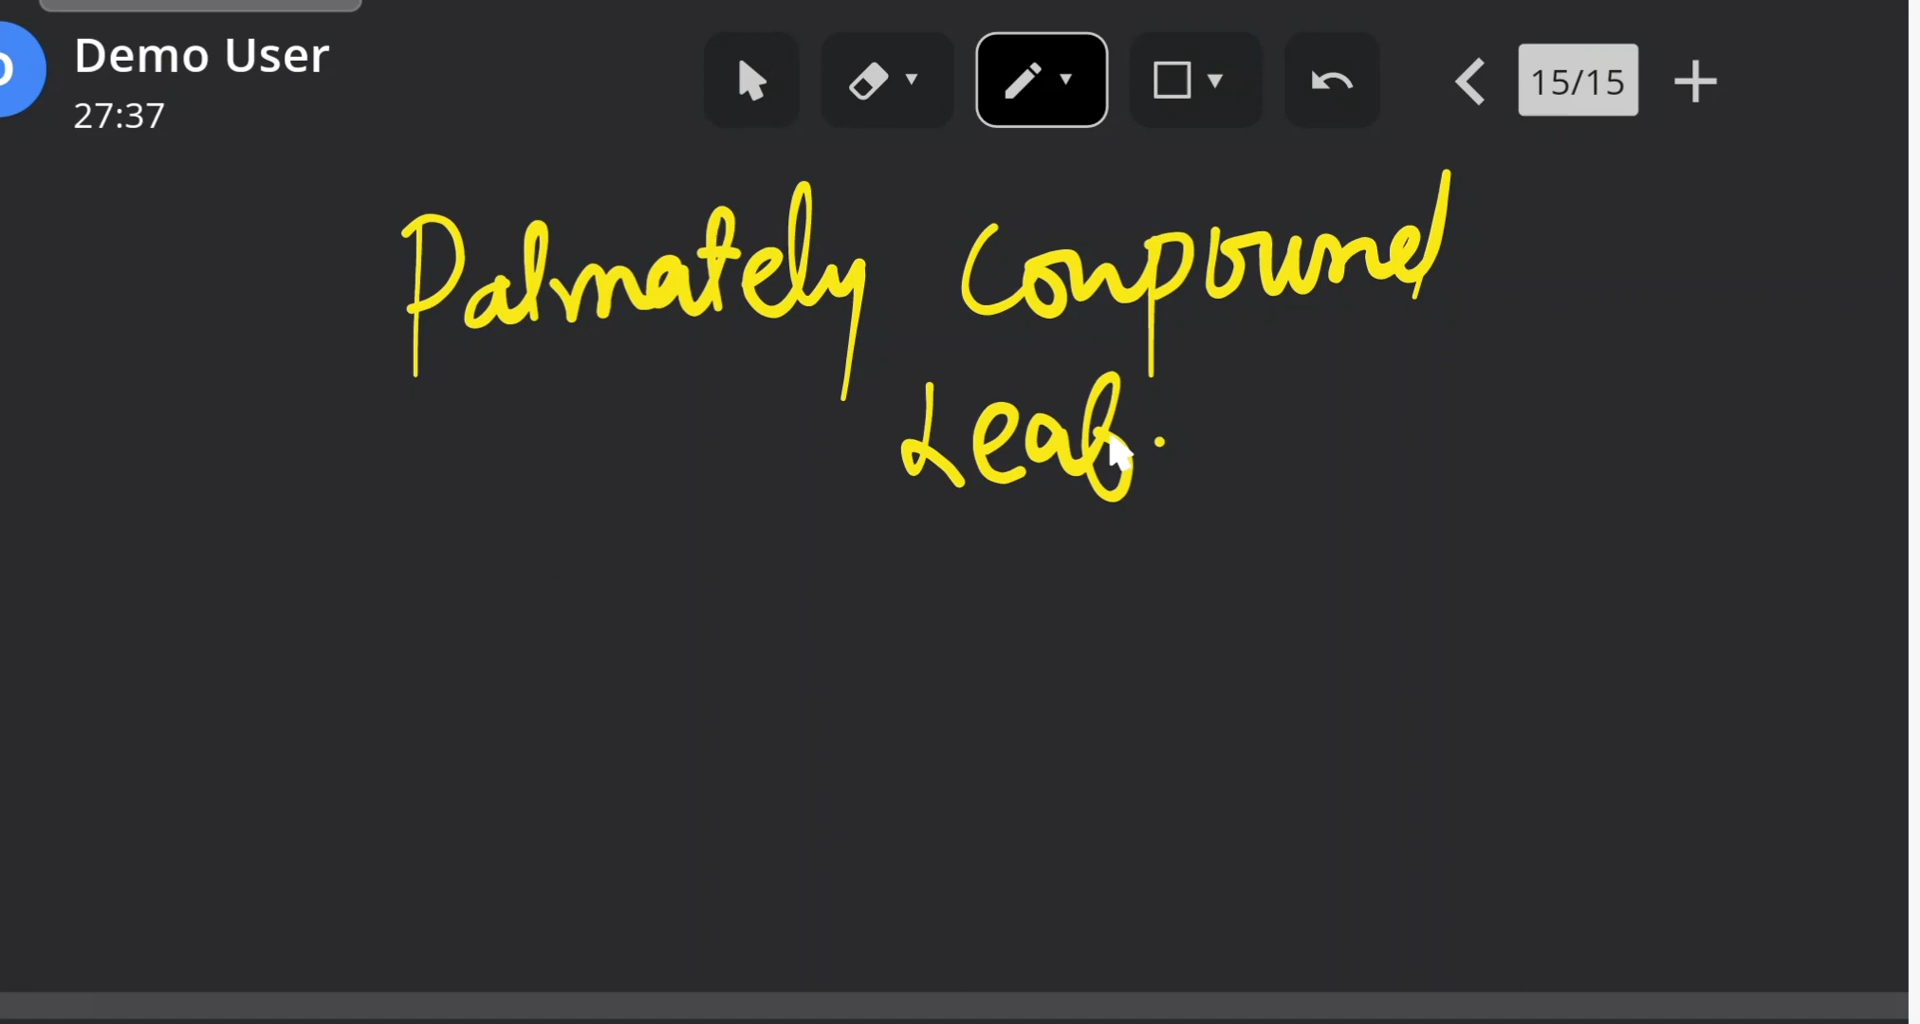 Demo User
27:37
15/15
Palmately Compound
Leaf.